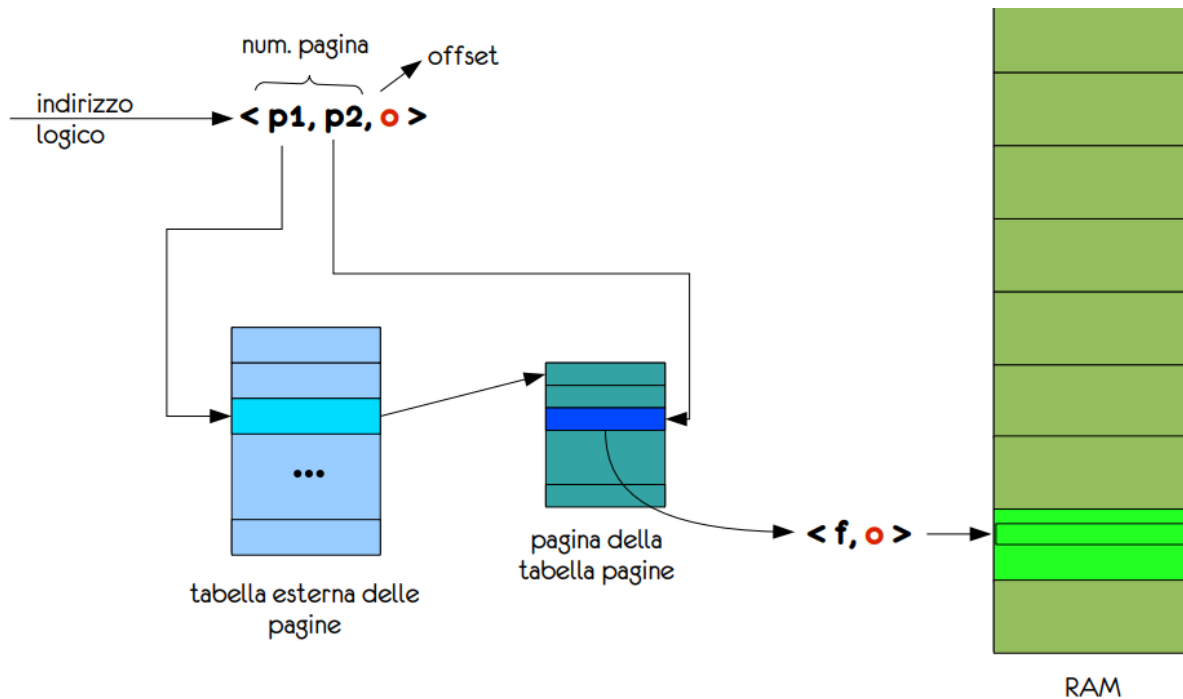 num. pagina
offset
indirizzo
logico
< p1, p2, o >
...
tabella esterna delle
pagine
pagina della
tabella pagine
< f, o >
RAM